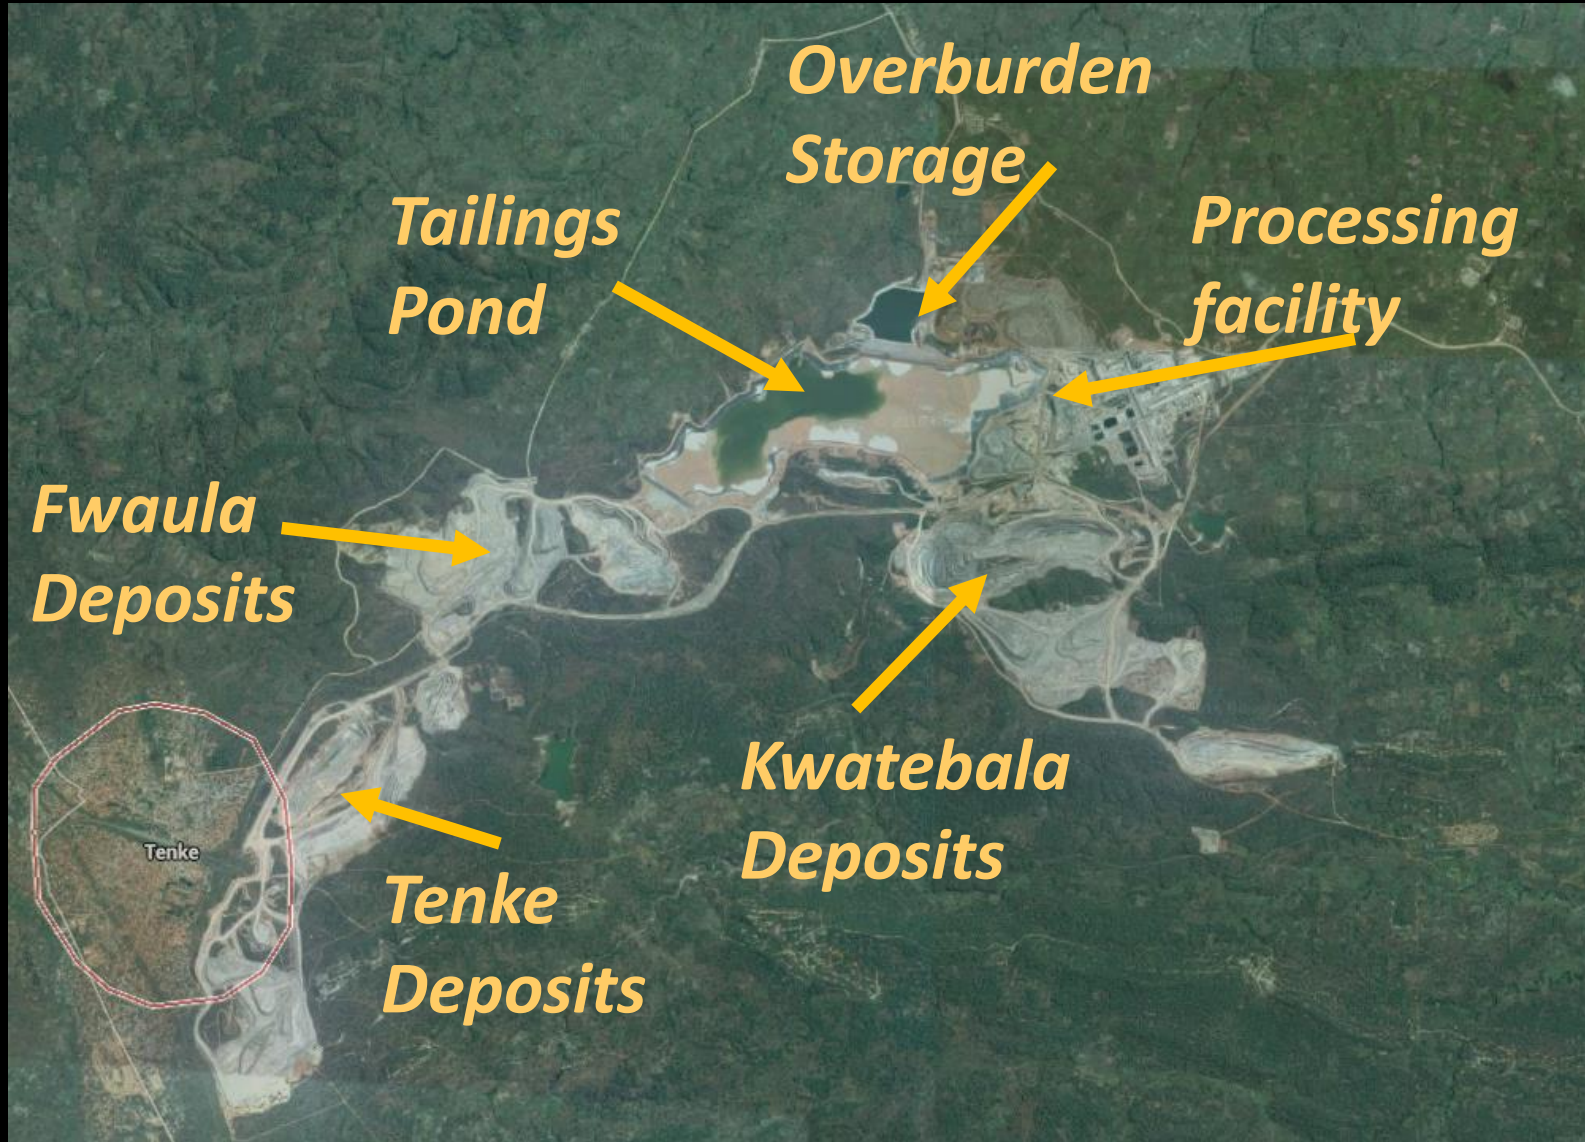 Overburden
Storage
Tailings
Pond
Processing
facility
Fwaula
Deposits
Kwatebala
Deposits
Tenke
Tenke
Deposits